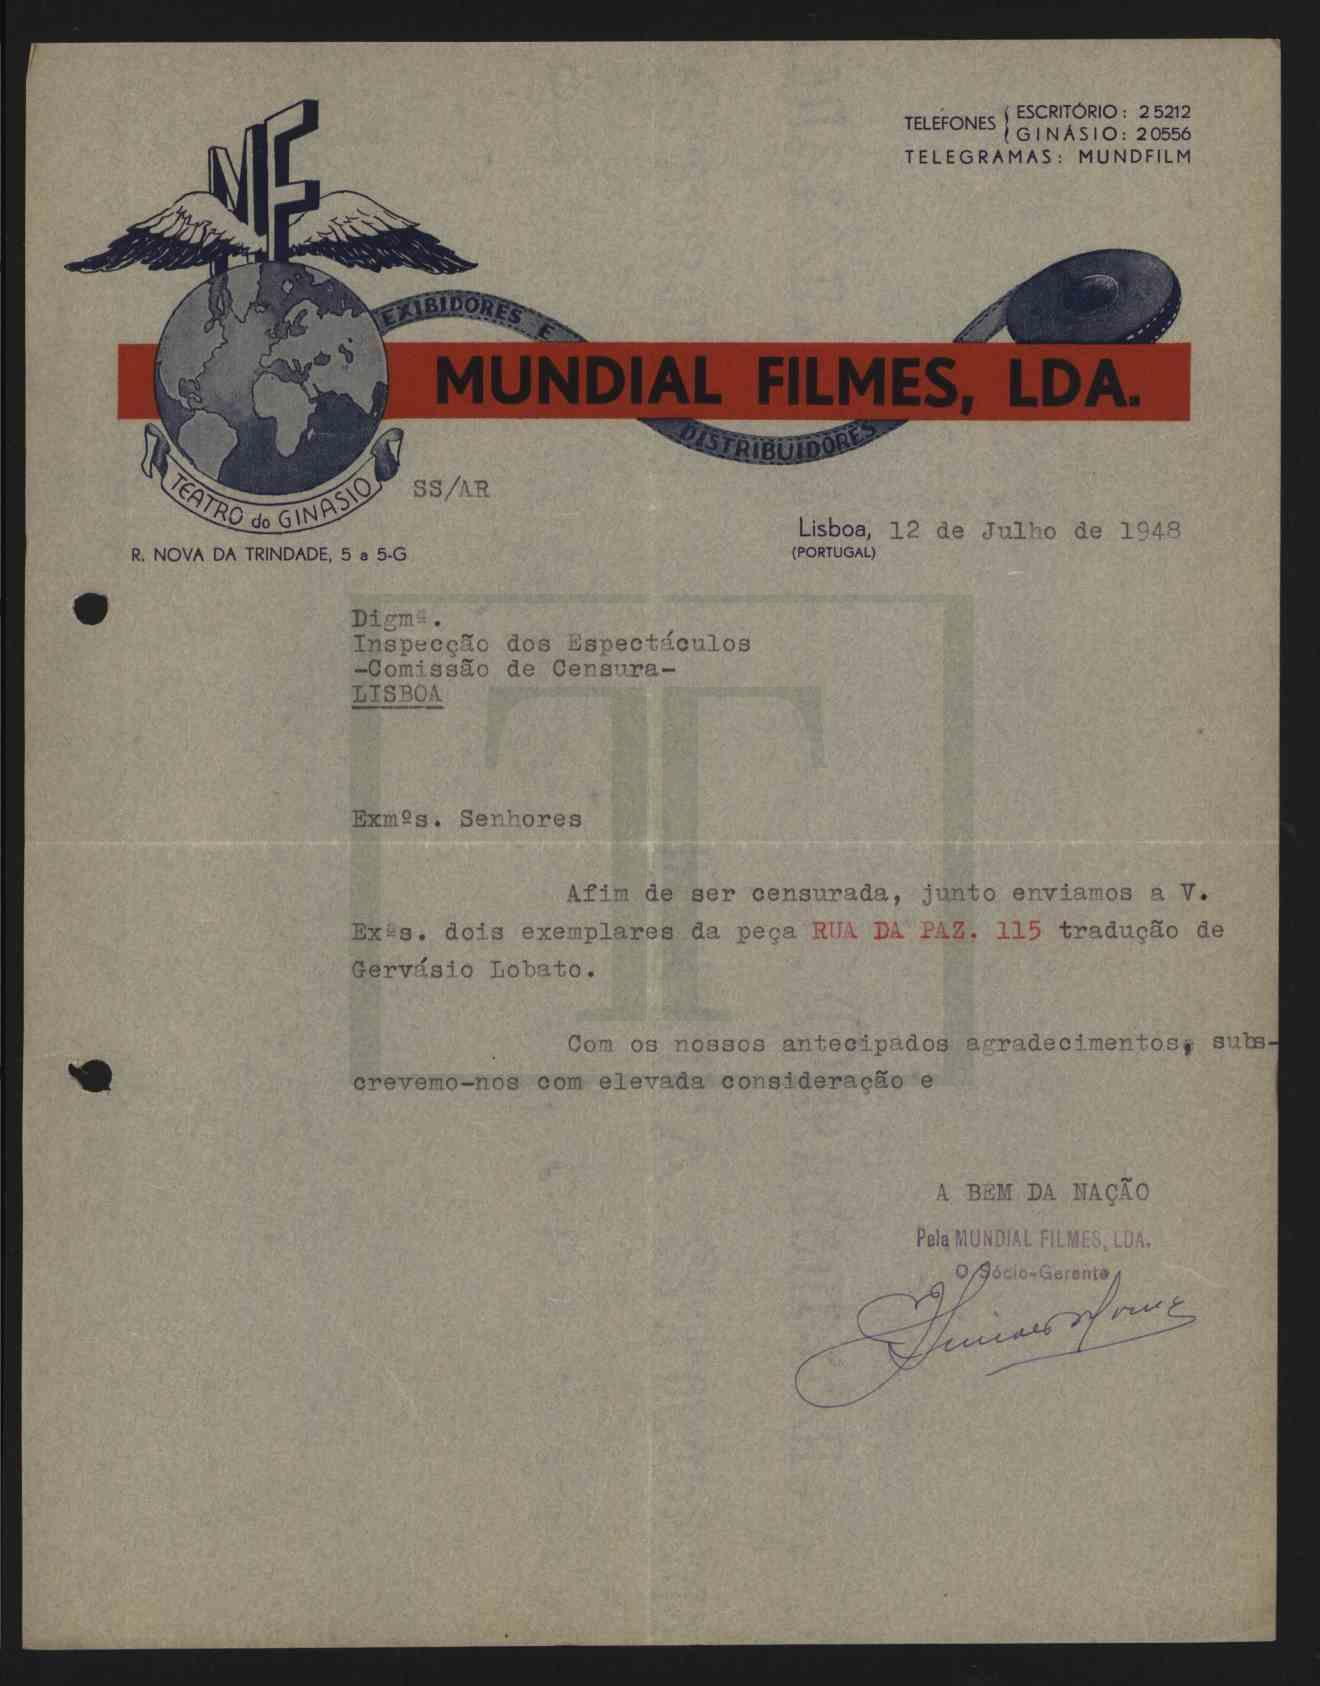 MF
TELEFONES { ESCRITÓRIO: 25212
GINÁSIO: 20556
TELEGRAMAS: MUNDFILM
EXIBIDORES E
MUNDIAL FILMES, LDA.
DISTRIBUIDORES
TEATRO do GINASIO
SS/AR
R. NOVA DA TRINDADE, 5 a 5-G
Lisboa, 12 de Julho de 1948
(PORTUGAL)
Digmª.
Inspecção dos Espectáculos
-Comissão de Censura-
LISBOA
Exmºs. Senhores
Afim de ser censurada, junto enviamos a V.
Exªs. dois exemplares da peça RUA DA PAZ. 115 tradução de
Gervásio Lobato.
Com os nossos antecipados agradecimentos, subs-
crevemo-nos com elevada consideração e
A BEM DA NAÇÃO
Pela MUNDIAL FILMES, LDA.
O Sócio-Gerente